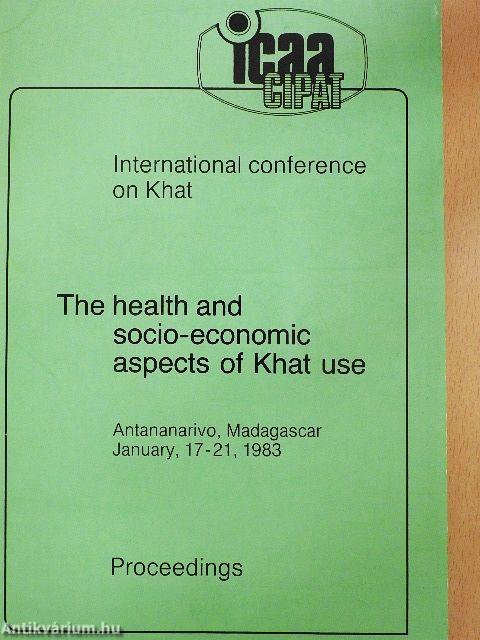 icaa
CIPAT
International conference
on Khat
The health and
socio-economic
aspects of Khat use
Antananarivo, Madagascar
January, 17-21, 1983
Proceedings
Antikvárium.hu